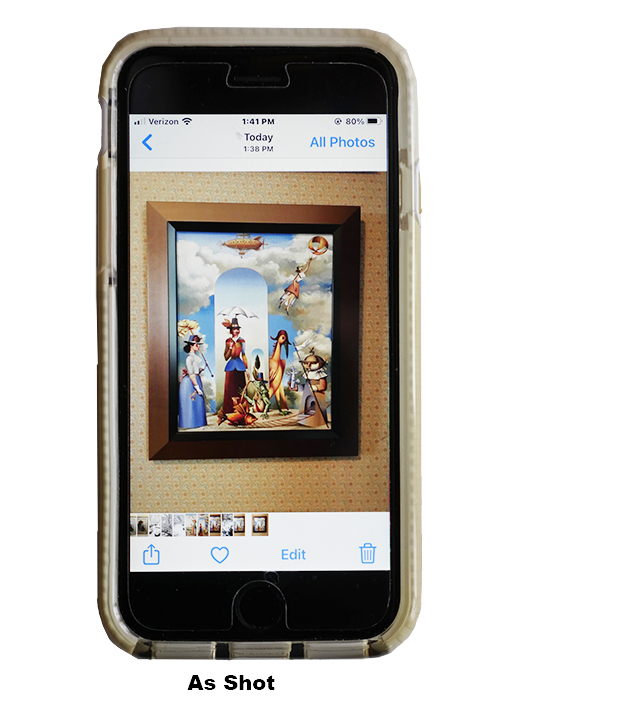 Verizon 1:41 PM 80%
Today
1:38 PM
All Photos
Edit
As Shot